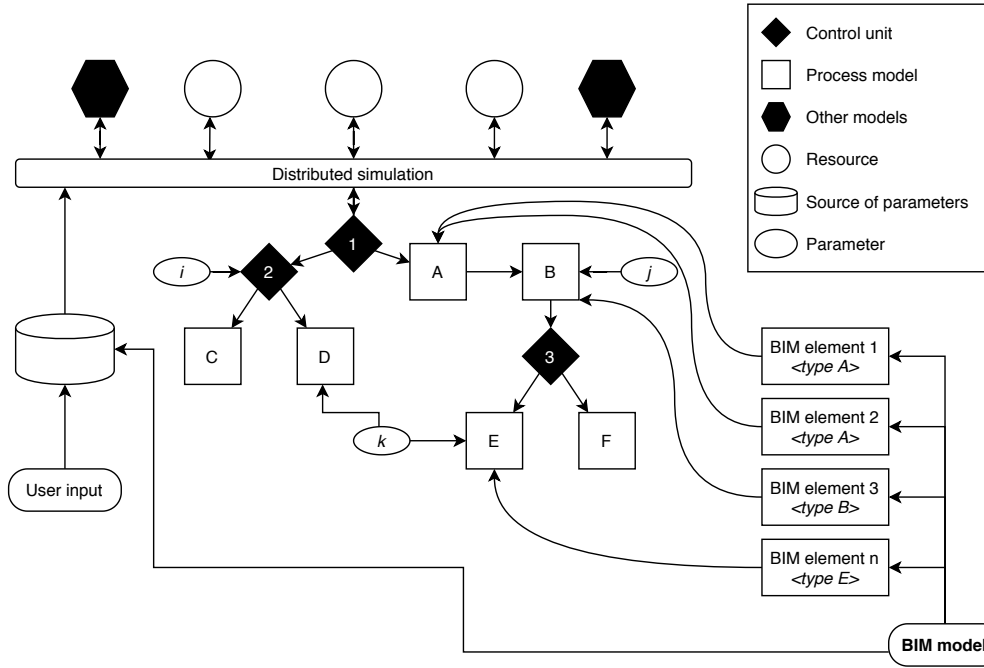 Control unit
Process model
Other models
Resource
Source of parameters
Parameter
Distributed simulation
1
i
2
A
B
j
C
D
3
BIM element 1
<type A>
k
E
F
BIM element 2
<type A>
User input
BIM element 3
<type B>
BIM element n
<type E>
BIM model